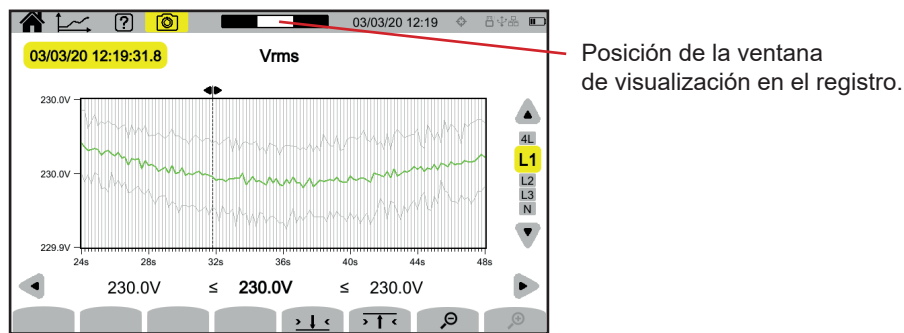 ?
03/03/20 12:19
03/03/20 12:19:31.8
Vrms
Posición de la ventana
de visualización en el registro.
230.0V
230.0V
229.9V
24s 28s 32s 36s 40s 44s 48s
4L
L1
L2
L3
N
230.0V ≤ 230.0V ≤ 230.0V